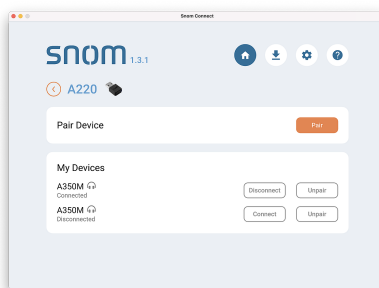 Snom Connect
snom 1.3.1
A220
Pair Device
Pair
My Devices
A350M
Connected
Disconnect
Unpair
A350M
Disconnected
Connect
Unpair